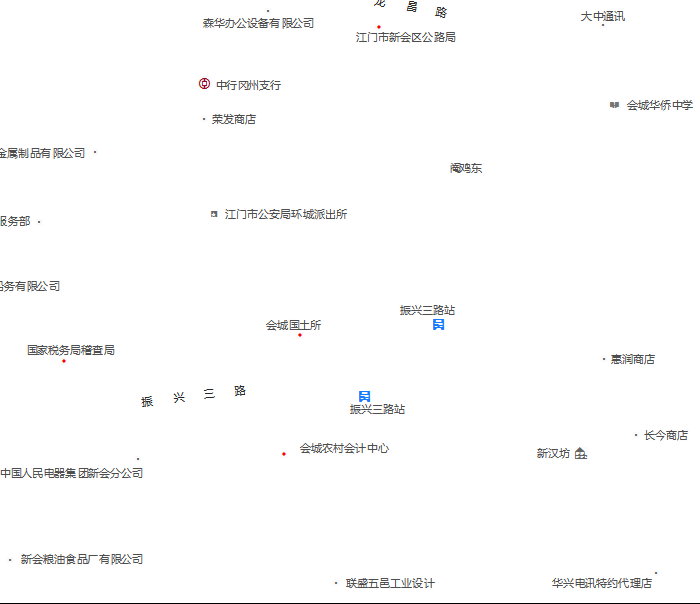 龙昌路
大中通讯
森华办公设备有限公司
江门市新会区公路局
中行冈州支行
会城华侨中学
荣发商店
金属制品有限公司
阉鸡东
江门市公安局环城派出所
服务部
船务有限公司
振兴三路站
会城国土所
国家税务局稽查局
惠润商店
振兴三路
振兴三路站
长今商店
会城农村会计中心
新汉坊
中国人民电器集团新会分公司
新会粮油食品厂有限公司
联盛五邑工业设计
华兴电讯特约代理店